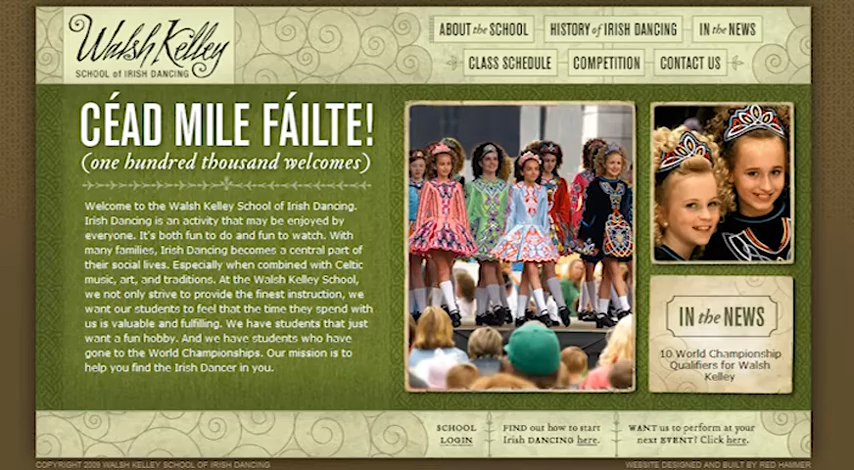 Walsh Kelley
SCHOOL of IRISH DANCING
ABOUT the SCHOOL
HISTORY of IRISH DANCING
IN the NEWS
CLASS SCHEDULE
COMPETITION
CONTACT US
CÉAD MILE FÁILTE!
(one hundred thousand welcomes)
Welcome to the Walsh Kelley School of Irish Dancing.
Irish Dancing is an activity that may be enjoyed by
everyone. It's both fun to do and fun to watch. With
many families, Irish Dancing becomes a central part of
their social lives. Especially when combined with Celtic
music, art, and traditions. At the Walsh Kelley School,
we not only strive to provide the finest instruction, we
want our students to feel that the time they spend with
us is valuable and fulfilling. We have students that just
want a fun hobby. And we have students who have
gone to the World Championships. Our mission is to
help you find the Irish Dancer in you.
IN the NEWS
10 World Championship
Qualifiers for Walsh
Kelley
SCHOOL
LOGIN
FIND out how to start
Irish DANCING here.
WANT us to perform at your
next EVENT? Click here.
COPYRIGHT 2009 WALSH KELLEY SCHOOL OF IRISH DANCING
WEBSITE DESIGNED AND BUILT BY RED HAMMER